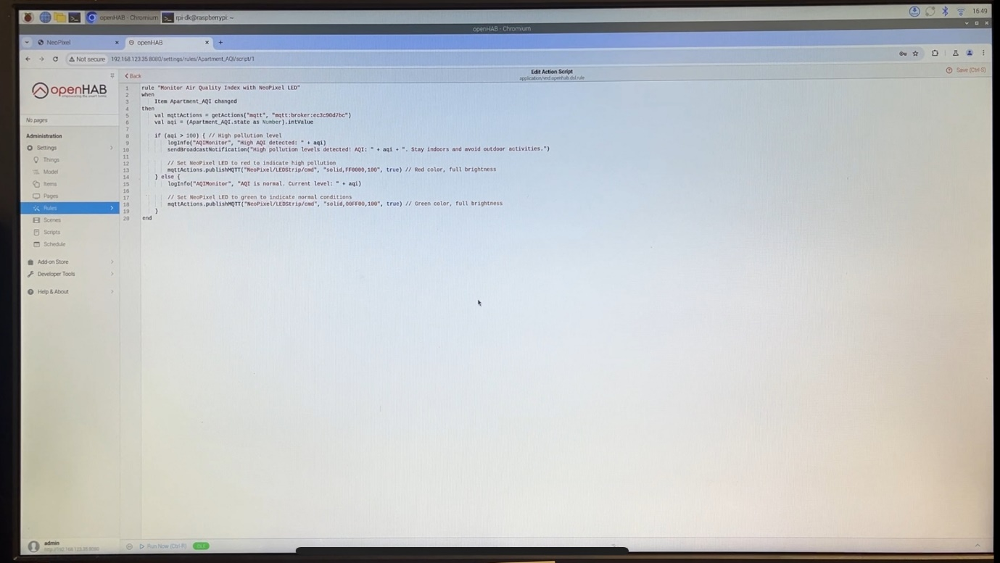 openHAB - Chromium
rpi-dk@raspberrypi: ~
16:49
openHAB - Chromium
NeoPixel
openHAB
Not secure
192.168.123.35:8080/settings/rules/Apartment_AQI/script/1
openHAB
empowering the smart home
No pages
Administration
Settings
Things
Model
Items
Pages
Rules
Scenes
Scripts
Schedule
Add-on Store
Developer Tools
Help & About
admin
http://192.168.123.35:8080
Back
Edit Action Script
application/vnd.openhab.dsl.rule
Save (Ctrl-S)
1 rule "Monitor Air Quality Index with NeoPixel LED"
2 when
3 Item Apartment_AQI changed
4 then
5 val mqttActions = getActions("mqtt", "mqtt:broker:ec3c90d7bc")
6 val aqi = (Apartment_AQI.state as Number).intValue
7
8 if (aqi > 100) { // High pollution level
9 logInfo("AQIMonitor", "High AQI detected: " + aqi)
10 sendBroadcastNotification("High pollution levels detected! AQI: " + aqi + ". Stay indoors and avoid outdoor activities.")
11
12 // Set NeoPixel LED to red to indicate high pollution
13 mqttActions.publishMQTT("NeoPixel/LEDStrip/cmd", "solid,FF0000,100", true) // Red color, full brightness
14 } else {
15 logInfo("AQIMonitor", "AQI is normal. Current level: " + aqi)
16
17 // Set NeoPixel LED to green to indicate normal conditions
18 mqttActions.publishMQTT("NeoPixel/LEDStrip/cmd", "solid,00FF00,100", true) // Green color, full brightness
19 }
20 end
Run Now (Ctrl-R)
IDLE